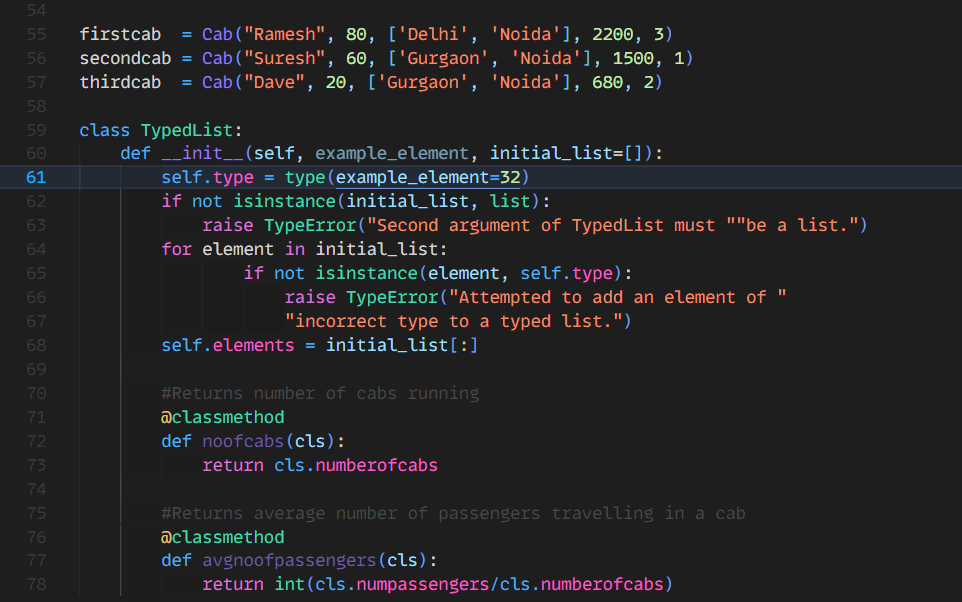 54
55 firstcab  = Cab("Ramesh", 80, ['Delhi', 'Noida'], 2200, 3)
56 secondcab = Cab("Suresh", 60, ['Gurgaon', 'Noida'], 1500, 1)
57 thirdcab  = Cab("Dave", 20, ['Gurgaon', 'Noida'], 680, 2)
58
59 class TypedList:
60     def __init__(self, example_element, initial_list=[]):
61         self.type = type(example_element=32)
62         if not isinstance(initial_list, list):
63             raise TypeError("Second argument of TypedList must ""be a list.")
64         for element in initial_list:
65                 if not isinstance(element, self.type):
66                     raise TypeError("Attempted to add an element of "
67                     "incorrect type to a typed list.")
68         self.elements = initial_list[:]
69
70         #Returns number of cabs running
71         @classmethod
72         def noofcabs(cls):
73             return cls.numberofcabs
74
75         #Returns average number of passengers travelling in a cab
76         @classmethod
77         def avgnoofpassengers(cls):
78             return int(cls.numpassengers/cls.numberofcabs)